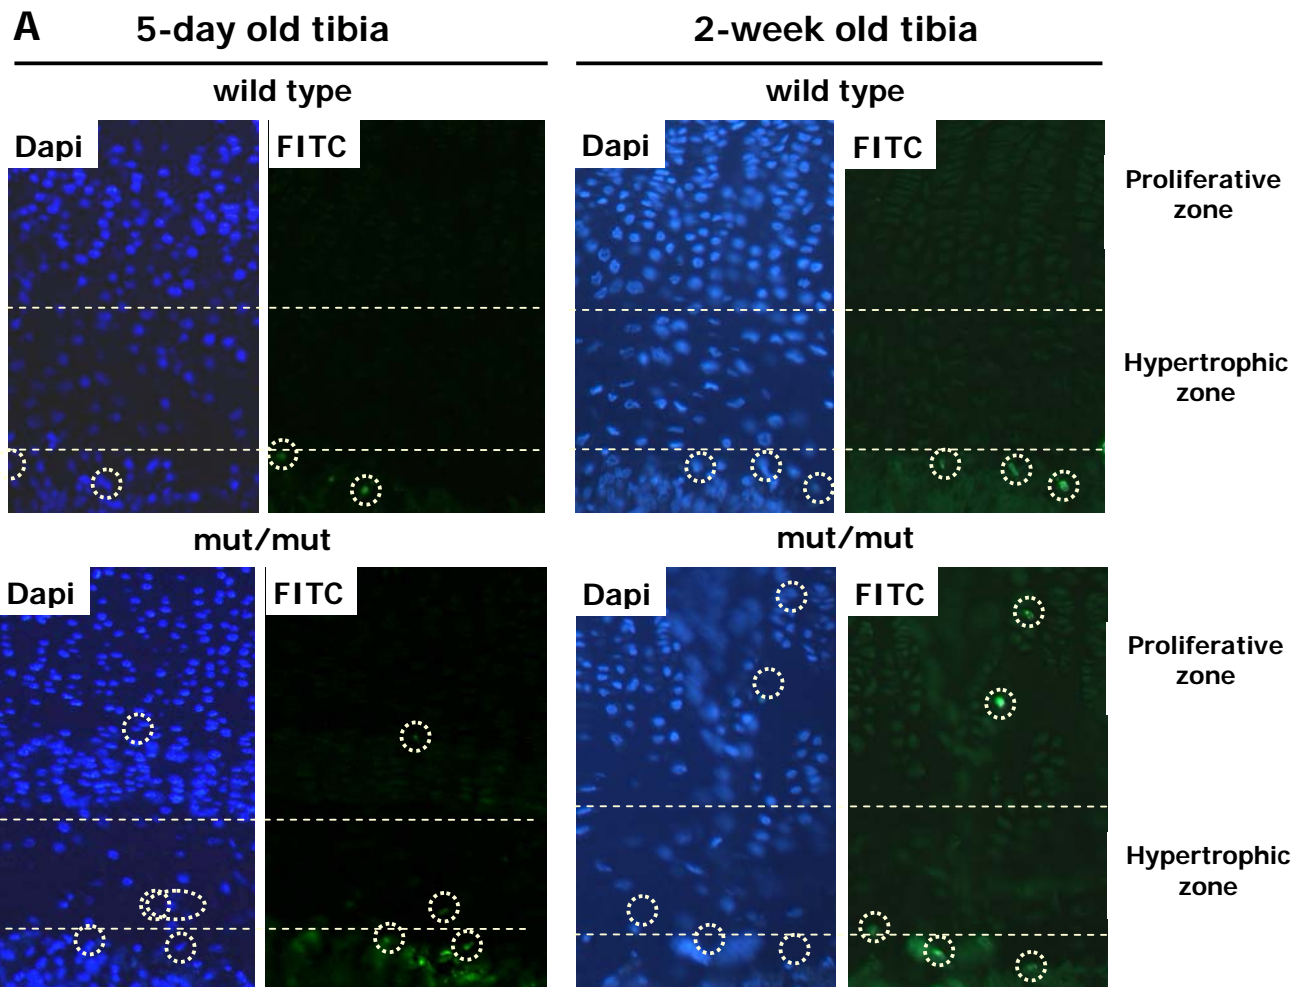 A
5-day old tibia
2-week old tibia
wild type
wild type
Dapi
FITC
Dapi
FITC
Proliferative
zone
Hypertrophic
zone
mut/mut
mut/mut
Dapi
FITC
Dapi
FITC
Proliferative
zone
Hypertrophic
zone